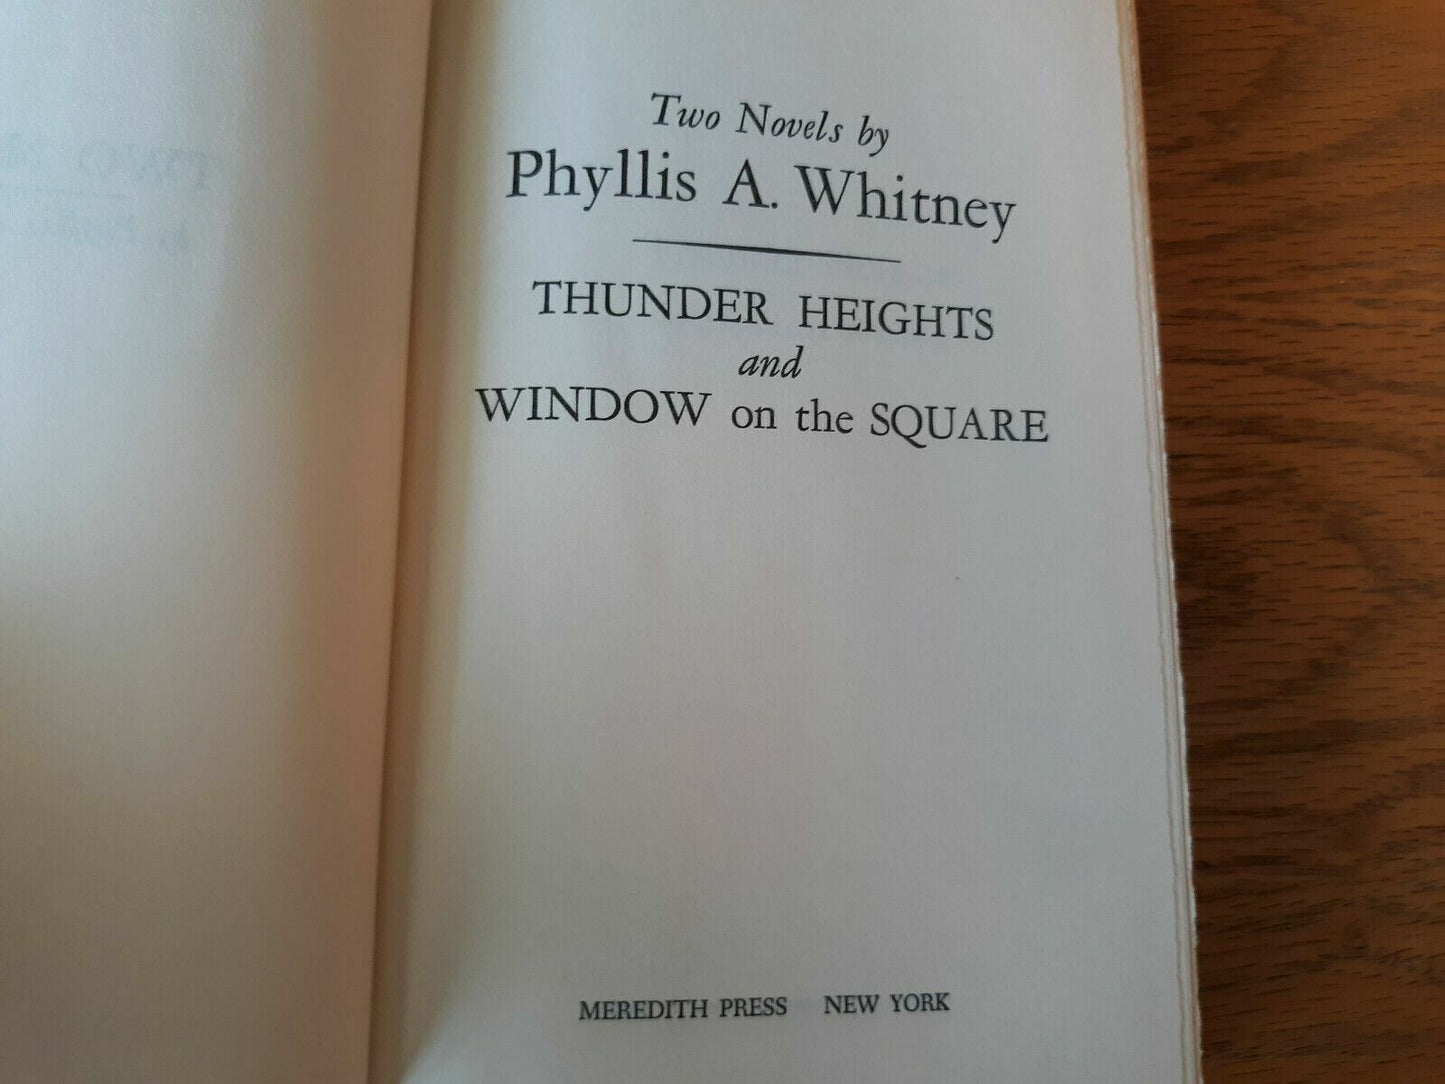 Two Novels by
Phyllis A. Whitney
THUNDER HEIGHTS
and
WINDOW on the SQUARE
MEREDITH PRESS NEW YORK